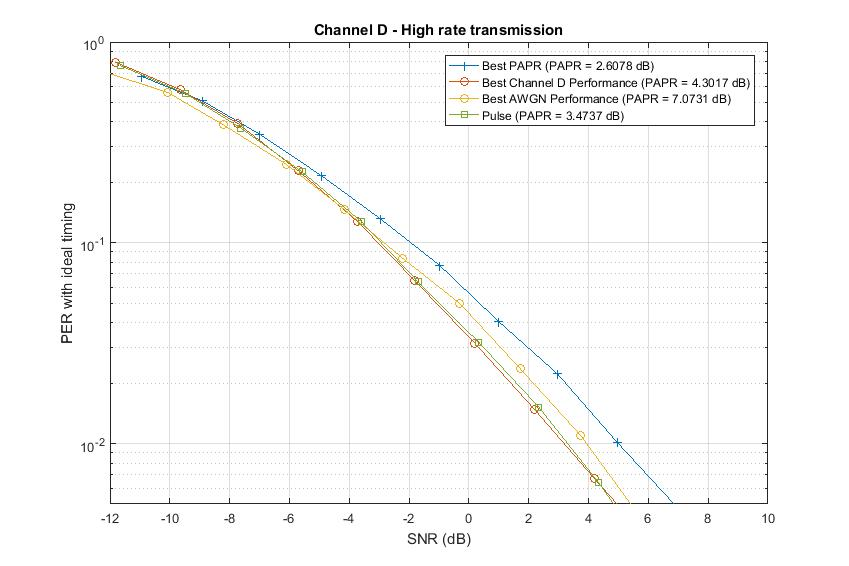 Channel D - High rate transmission
10^0
10^-1
10^-2
PER with ideal timing
Best PAPR (PAPR = 2.6078 dB)
Best Channel D Performance (PAPR = 4.3017 dB)
Best AWGN Performance (PAPR = 7.0731 dB)
Pulse (PAPR = 3.4737 dB)
-12 -10 -8 -6 -4 -2 0 2 4 6 8 10
SNR (dB)